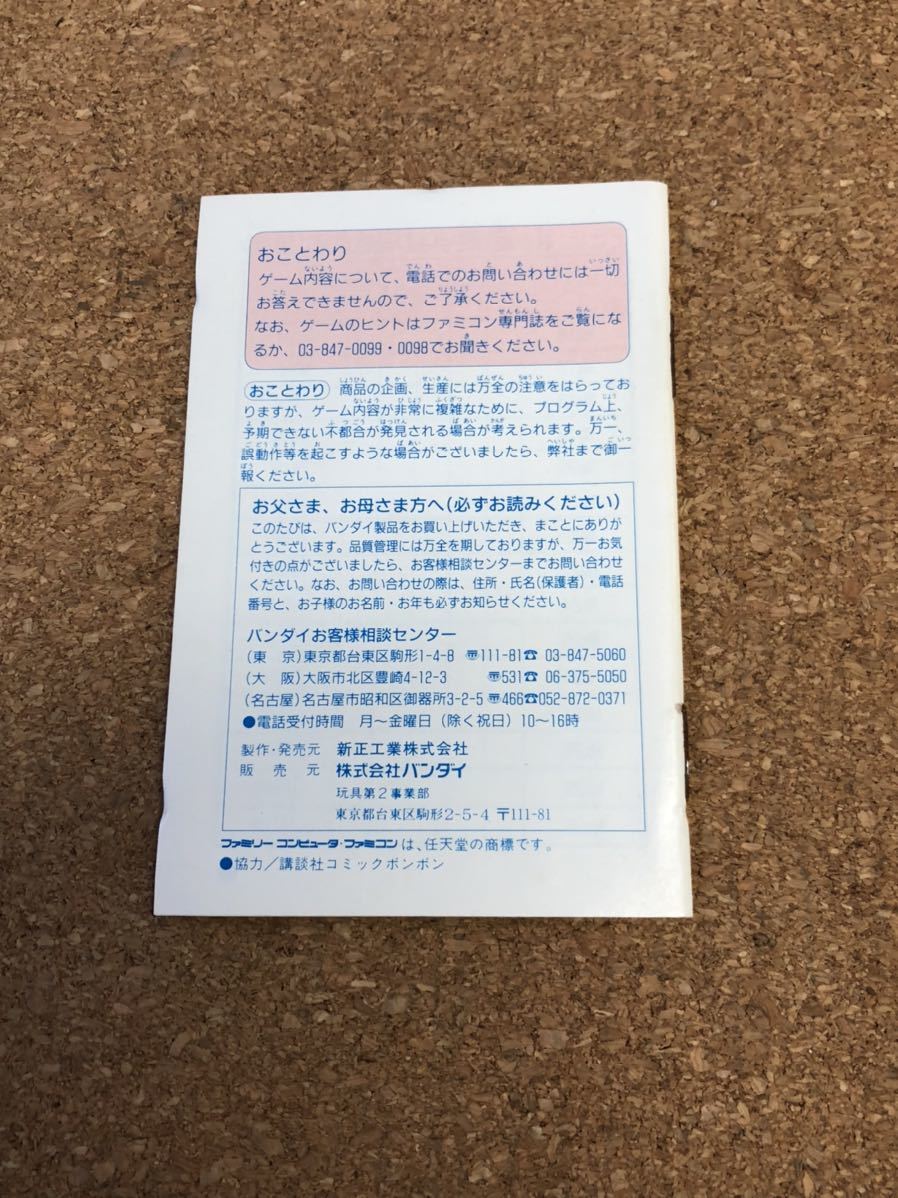 おことわり
ゲーム内容について、電話でのお問い合わせには一切
お答えできませんので、ご了承ください。
なお、ゲームのヒントはファミコン専門誌をご覧にな
るか、03-847-0099・0098でお聞きください。
おことわり 商品の企画、生産には万全の注意をはらってお
りますが、ゲーム内容が非常に複雑なために、プログラム上、
予期できない不都合が発見される場合が考えられます。万一、
誤動作等を起こすような場合がございましたら、弊社まで御一
報ください。
お父さま、お母さま方へ(必ずお読みください)
このたびは、バンダイ製品をお買い上げいただき、まことにありが
とうございます。品質管理には万全を期しておりますが、万一お気
付きの点がございましたら、お客様相談センターまでお問い合わせ
ください。なお、お問い合わせの際は、住所・氏名(保護者)・電話
番号と、お子様のお名前・お年も必ずお知らせください。
バンダイお客様相談センター
(東　京)東京都台東区駒形1-4-8 〠111-81☎ 03-847-5060
(大　阪)大阪市北区豊崎4-12-3 〠531☎ 06-375-5050
(名古屋)名古屋市昭和区御器所3-2-5 〠466☎052-872-0371
●電話受付時間　月〜金曜日(除く祝日)10〜16時
製作・発売元　新正工業株式会社
販売元　株式会社バンダイ
玩具第2事業部
東京都台東区駒形2-5-4 〒111-81
ファミリーコンピュータ・ファミコンは、任天堂の商標です。
●協力/講談社コミックボンボン